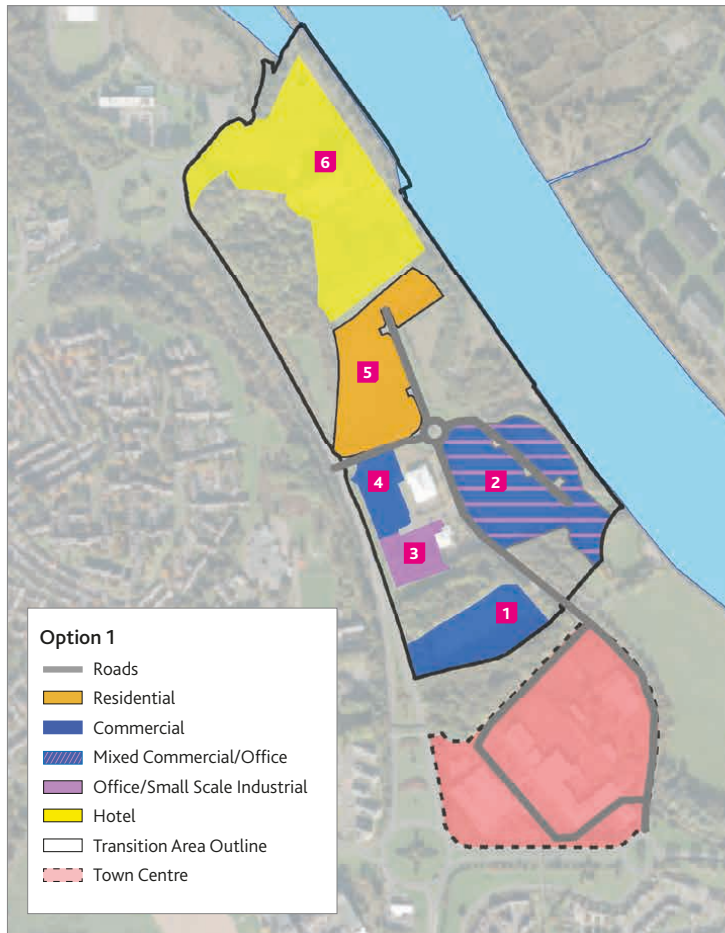 6
5
4
2
3
1
Option 1
Roads
Residential
Commercial
Mixed Commercial/Office
Office/Small Scale Industrial
Hotel
Transition Area Outline
Town Centre